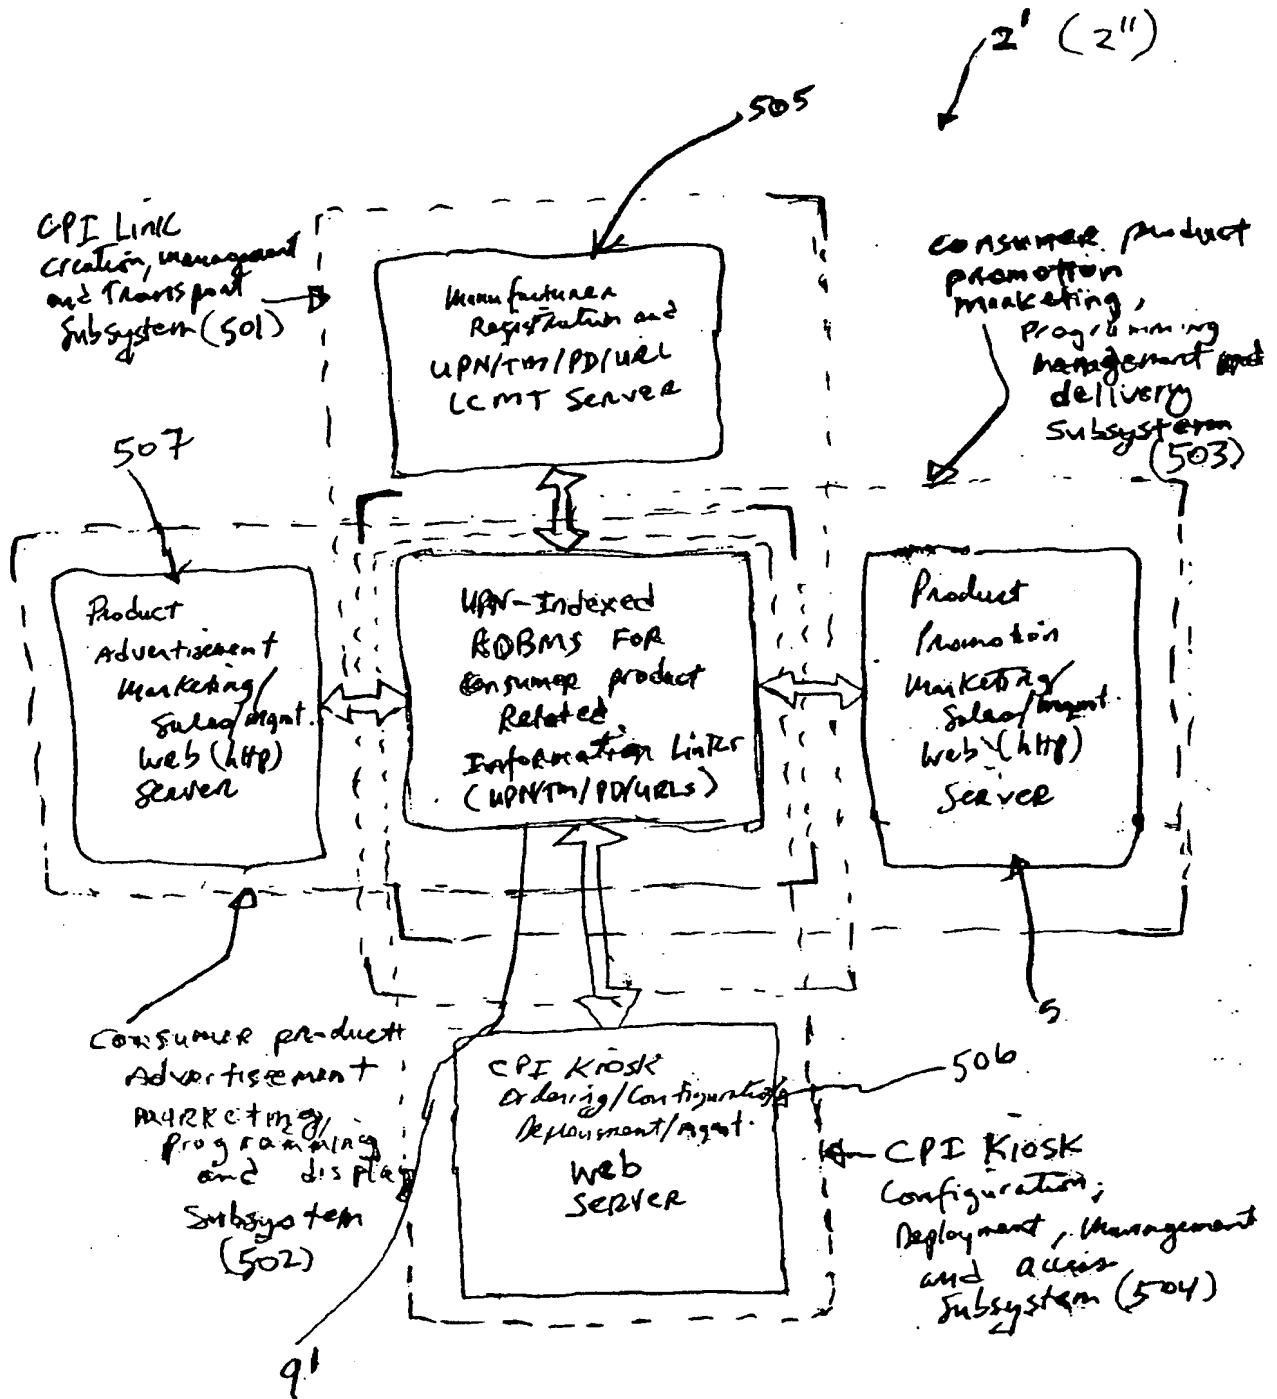 2' (2")
505
CPI Link
Creation, management
and Transport
Subsystem (501)
Manufacturer
Registration and
UPN/TM/PD/URL
LCMT Server
Consumer product
promotion
marketing,
programming
management and
delivery
Subsystem
(503)
507
Product
Advertisement
Marketing/
Sales/mgmt.
Web (http)
Server
UPN-Indexed
RDBMS FOR
Consumer product
Related
Information Links
(UPN/TM/PD/URLs)
Product
Promotion
Marketing/
Sales/mgmt.
Web (http)
Server
5
Consumer product
Advertisement
marketing,
programming
and display
Subsystem
(502)
CPI Kiosk
Ordering/Configuration
Deployment/Mgmt.
Web
Server
506
CPI Kiosk
Configuration,
Deployment, Management
and access
Subsystem (504)
9'